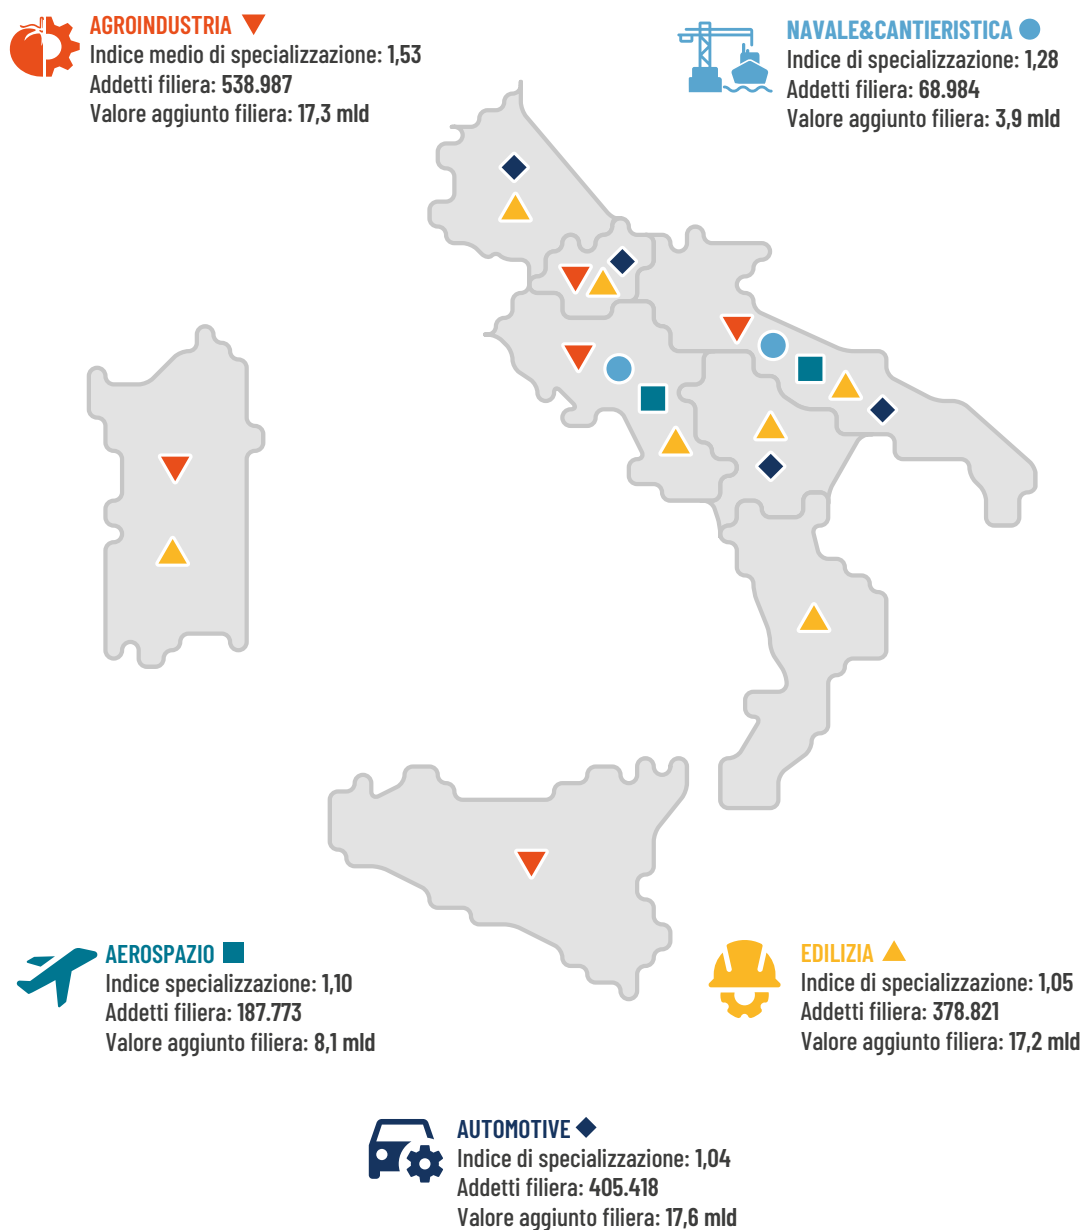 AGROINDUSTRIA
Indice medio di specializzazione: 1,53
Addetti filiera: 538.987
Valore aggiunto filiera: 17,3 mld
NAVALE&CANTIERISTICA
Indice di specializzazione: 1,28
Addetti filiera: 68.984
Valore aggiunto filiera: 3,9 mld
AEROSPAZIO
Indice specializzazione: 1,10
Addetti filiera: 187.773
Valore aggiunto filiera: 8,1 mld
EDILIZIA
Indice di specializzazione: 1,05
Addetti filiera: 378.821
Valore aggiunto filiera: 17,2 mld
AUTOMOTIVE
Indice di specializzazione: 1,04
Addetti filiera: 405.418
Valore aggiunto filiera: 17,6 mld